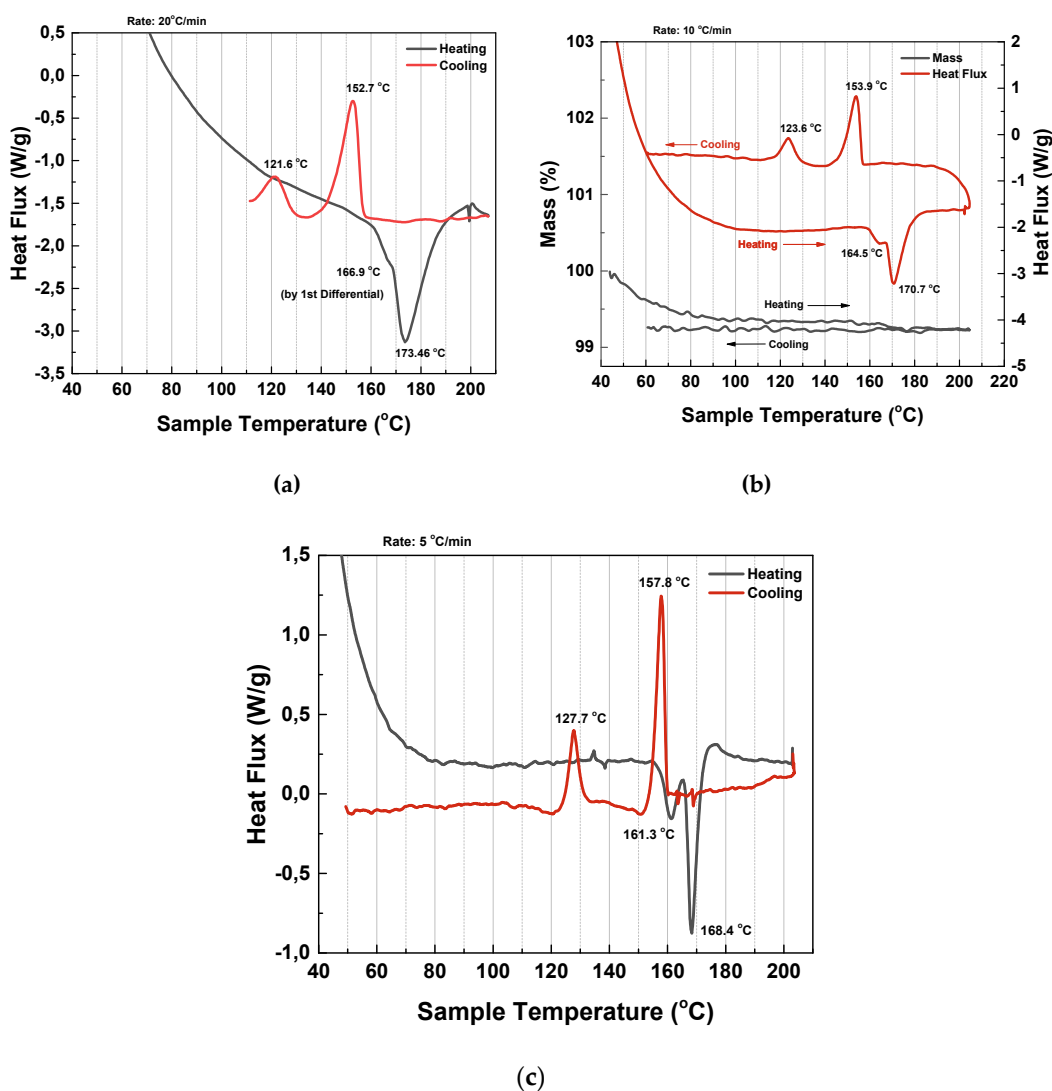 Rate: 20°C/min
Heating
Cooling
152.7 °C
121.6 °C
166.9 °C
(by 1st Differential)
173.46 °C
0,5
0,0
-0,5
-1,0
-1,5
-2,0
-2,5
-3,0
-3,5
Heat Flux (W/g)
40 60 80 100 120 140 160 180 200
Sample Temperature (°C)
(a)
Rate: 10 °C/min
Mass
Heat Flux
153.9 °C
123.6 °C
Cooling
Heating
164.5 °C
170.7 °C
Heating
Cooling
103
102
101
100
99
Mass (%)
2
1
0
-1
-2
-3
-4
-5
Heat Flux (W/g)
40 60 80 100 120 140 160 180 200 220
Sample Temperature (°C)
(b)
Rate: 5 °C/min
Heating
Cooling
157.8 °C
127.7 °C
161.3 °C
168.4 °C
1,5
1,0
0,5
0,0
-0,5
-1,0
Heat Flux (W/g)
40 60 80 100 120 140 160 180 200
Sample Temperature (°C)
(c)